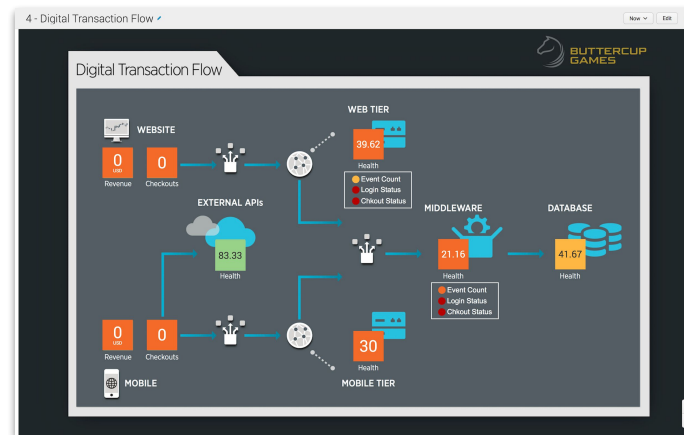 4 - Digital Transaction Flow
Now
Edit
BUTTERCUP
GAMES
Digital Transaction Flow
WEBSITE
0
USD
Revenue
0
Checkouts
WEB TIER
39.62
Health
Event Count
Login Status
Chkout Status
EXTERNAL APIs
83.33
Health
MIDDLEWARE
21.16
Health
Event Count
Login Status
Chkout Status
DATABASE
41.67
Health
0
USD
Revenue
0
Checkouts
MOBILE
30
Health
MOBILE TIER